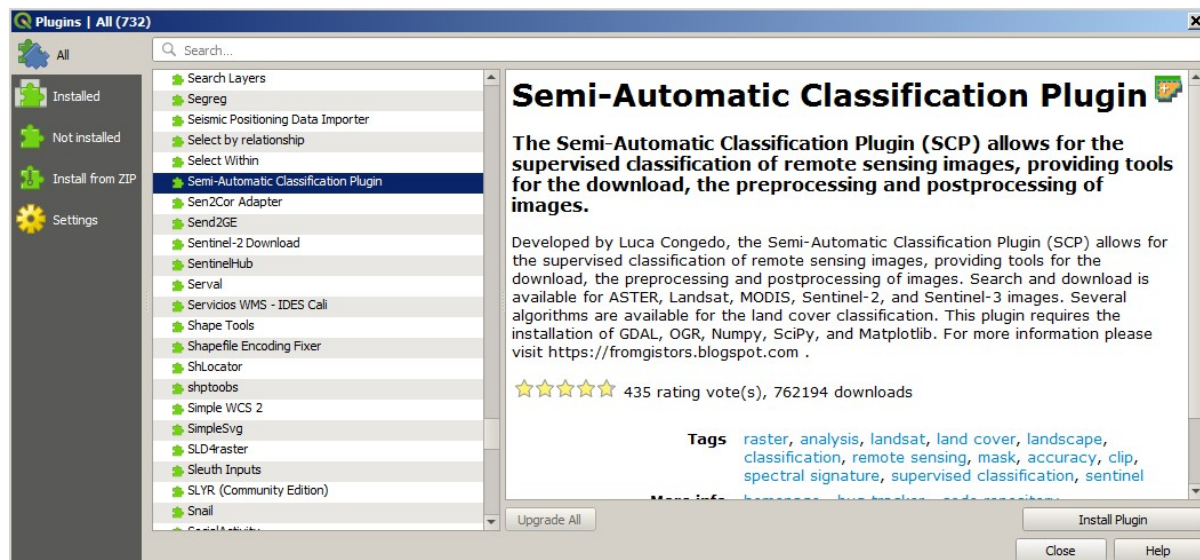 Plugins | All (732)
All
Installed
Not installed
Install from ZIP
Settings
Search...
Search Layers
Segreg
Seismic Positioning Data Importer
Select by relationship
Select Within
Semi-Automatic Classification Plugin
Sen2Cor Adapter
Send2GE
Sentinel-2 Download
SentinelHub
Serval
Servicios WMS - IDES Cali
Shape Tools
Shapefile Encoding Fixer
ShLocator
shptoobs
Simple WCS 2
SimpleSvg
SLD4raster
Sleuth Inputs
SLYR (Community Edition)
Snail
SocialActivity
Semi-Automatic Classification Plugin
The Semi-Automatic Classification Plugin (SCP) allows for the
supervised classification of remote sensing images, providing tools
for the download, the preprocessing and postprocessing of
images.
Developed by Luca Congedo, the Semi-Automatic Classification Plugin (SCP) allows for
the supervised classification of remote sensing images, providing tools for the
download, the preprocessing and postprocessing of images. Search and download is
available for ASTER, Landsat, MODIS, Sentinel-2, and Sentinel-3 images. Several
algorithms are available for the land cover classification. This plugin requires the
installation of GDAL, OGR, Numpy, SciPy, and Matplotlib. For more information please
visit https://fromgistors.blogspot.com .
435 rating vote(s), 762194 downloads
Tags raster, analysis, landsat, land cover, landscape,
classification, remote sensing, mask, accuracy, clip,
spectral signature, supervised classification, sentinel
More info homepage bug tracker code repository
Upgrade All
Install Plugin
Close
Help